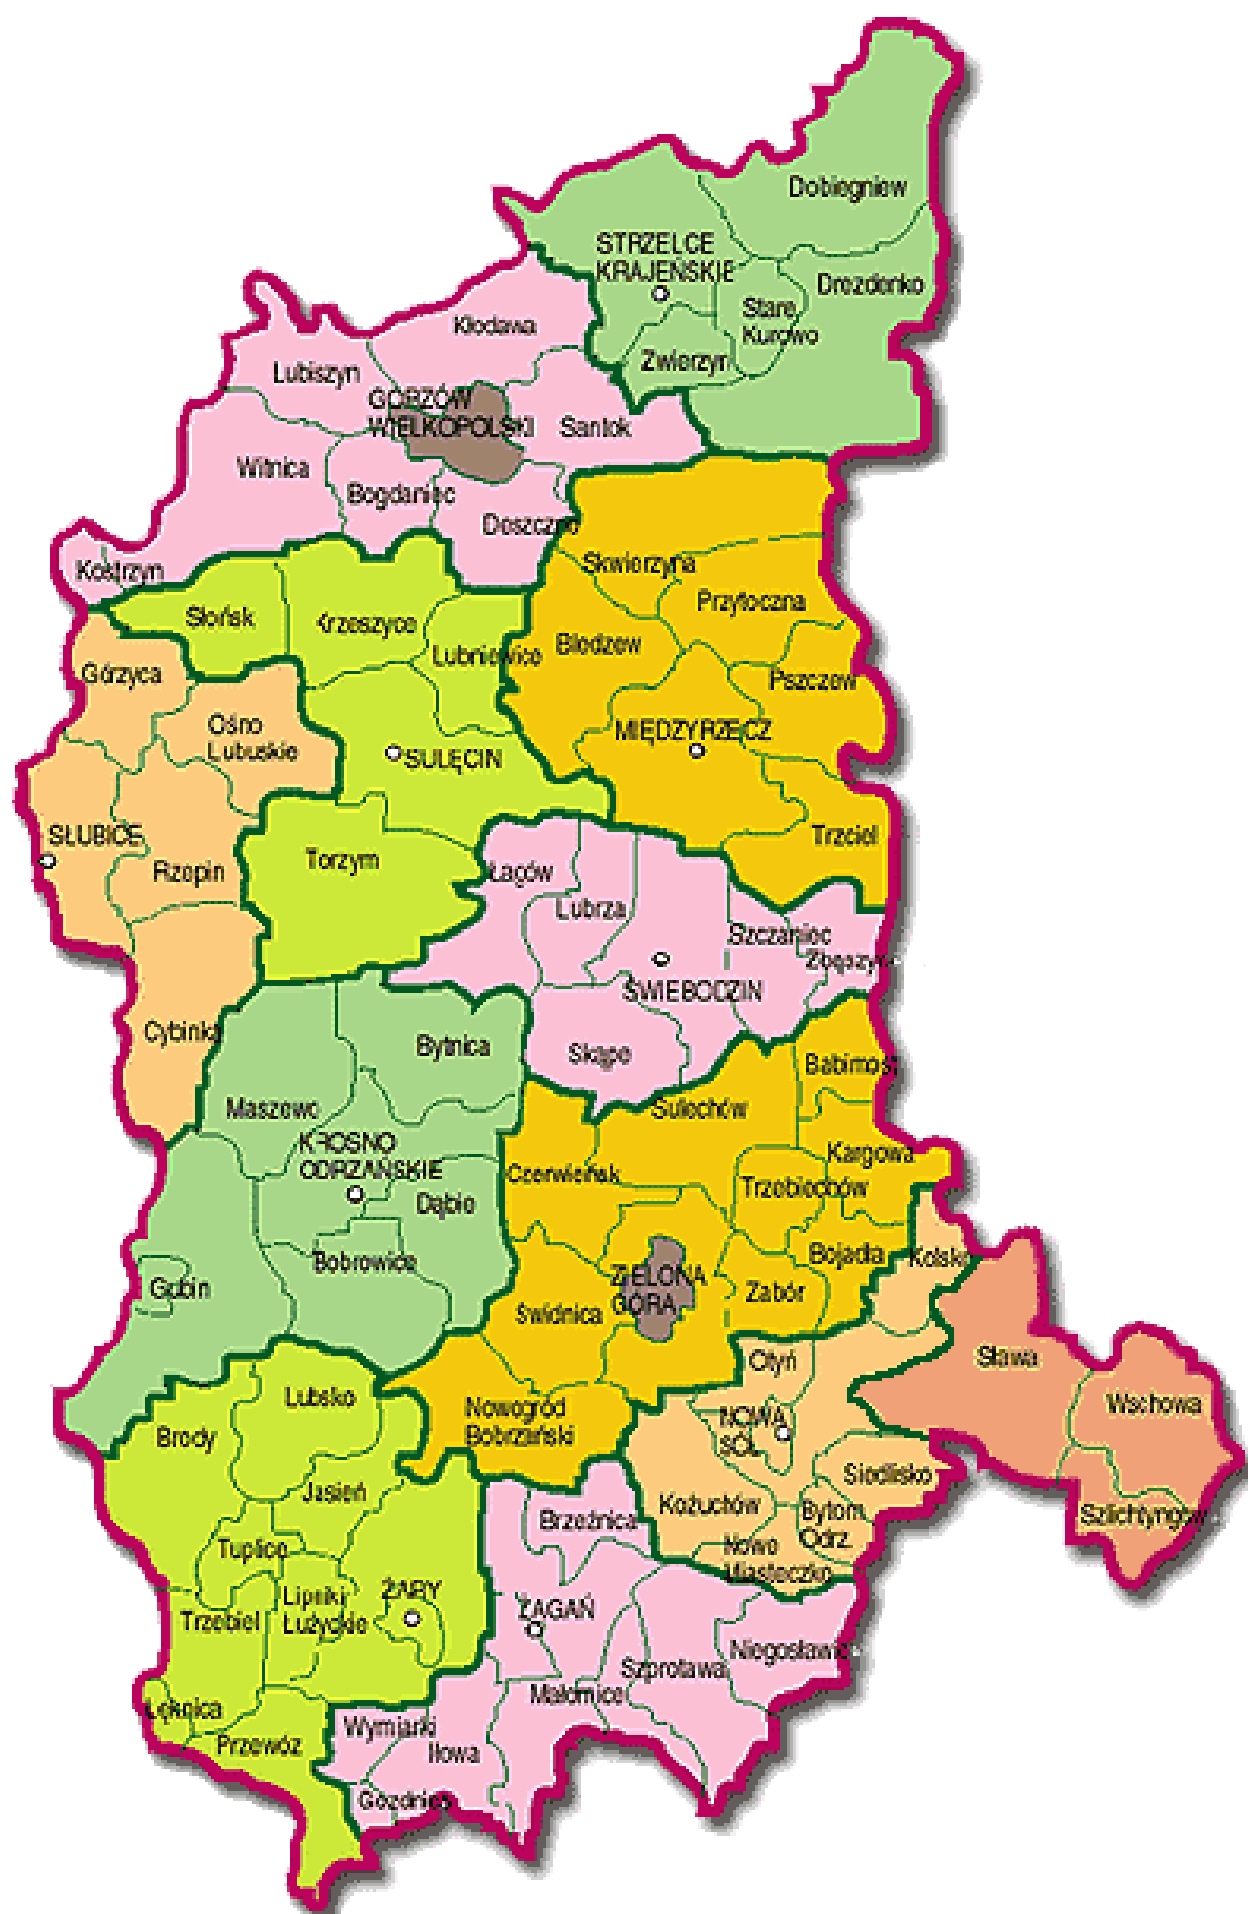 Dobiegniew
STRZELCE
KRAJEŃSKIE
Drezdenko
Stare
Kurowo
Kłodawa
Zwierzyn
Lubiszyn
GORZÓW
WIELKOPOLSKI
Santok
Witnica
Bogdaniec
Deszczno
Skwierzyna
Kostrzyn
Przytoczna
Słońsk
Krzeszyce
Bledzew
Lubniewice
Górzyca
Pszczew
Ośno
Lubuskie
MIĘDZYRZECZ
SULĘCIN
SŁUBICE
Trzciel
Torzym
Rzepin
Łagów
Lubrza
Szczaniec
Zbąszyn
ŚWIEBODZIN
Cybinka
Bytnica
Skąpe
Babimost
Maszewo
Sulechów
KROSNO
ODRZAŃSKIE
Kargowa
Czerwieńsk
Trzebiechów
Dąbie
Bobrowice
Bojadła
Kolsko
Gubin
ZIELONA
GÓRA
Zabór
Świdnica
Otyń
Sława
Lubsko
Wschowa
Nowogród
Bobrzański
NOWA
SÓL
Brody
Siedlisko
Jasień
Kożuchów
Bytom
Odrz.
Brzeźnica
Szlichtyngow
Tuplice
Nowe
Miasteczko
Lipinki
Łużyckie
ŻARY
ŻAGAŃ
Trzebiel
Niegosławic
Szprotawa
Małomice
Łęknica
Wymiarki
Przewóz
Iłowa
Gozdnica